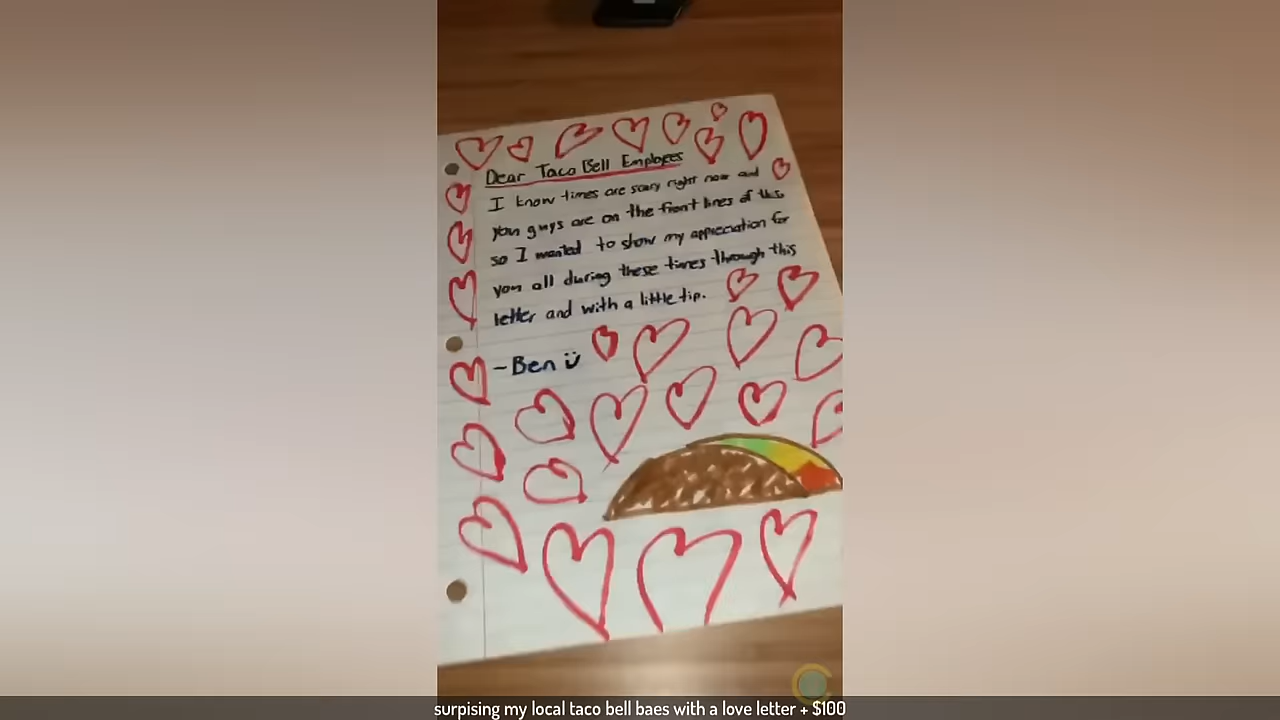 Dear Taco Bell Employees
I know times are scary right now and
you guys are on the front lines of this
so I wanted to show my appreciation for
you all during these times through this
letter and with a little tip.
-Ben ü
surpising my local taco bell baes with a love letter + $100